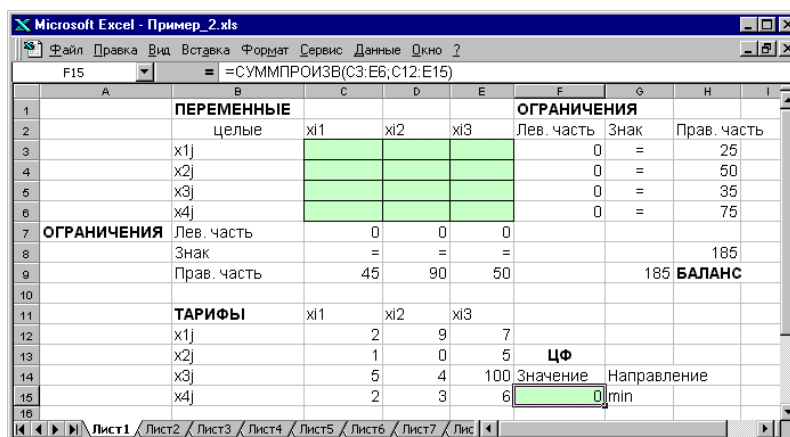 Microsoft Excel - Пример_2.xls
Файл Правка Вид Вставка Формат Сервис Данные Окно ?
F15 = =СУММПРОИЗВ(C3:E6;C12:E15)
A B C D E F G H I
1 ПЕРЕМЕННЫЕ ОГРАНИЧЕНИЯ
2 целые xi1 xi2 xi3 Лев. часть Знак Прав. часть
3 x1j 0 = 25
4 x2j 0 = 50
5 x3j 0 = 35
6 x4j 0 = 75
7 ОГРАНИЧЕНИЯ Лев. часть 0 0 0
8 Знак = = = 185
9 Прав. часть 45 90 50 185 БАЛАНС
10
11 ТАРИФЫ xi1 xi2 xi3
12 x1j 2 9 7
13 x2j 1 0 5 ЦФ
14 x3j 5 4 100 Значение Направление
15 x4j 2 3 6 0 min
16
Лист1 Лист2 Лист3 Лист4 Лист5 Лист6 Лист7 Лис